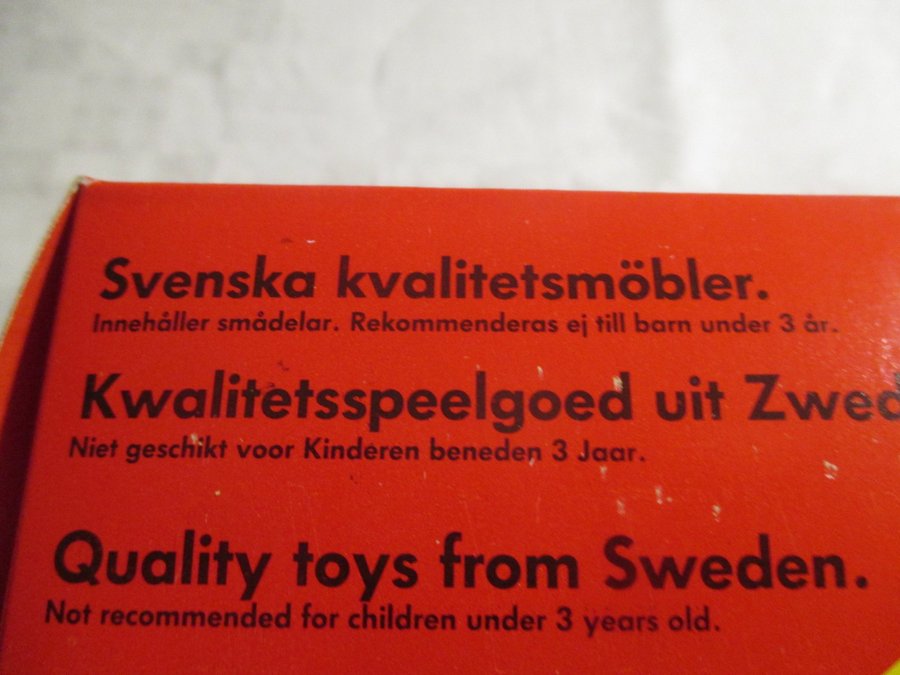 Svenska kvalitetsmöbler.
Innehåller smådelar. Rekommenderas ej till barn under 3 år.
Kwalitetsspeelgoed uit Zwed
Niet geschikt voor Kinderen beneden 3 Jaar.
Quality toys from Sweden.
Not recommended for children under 3 years old.